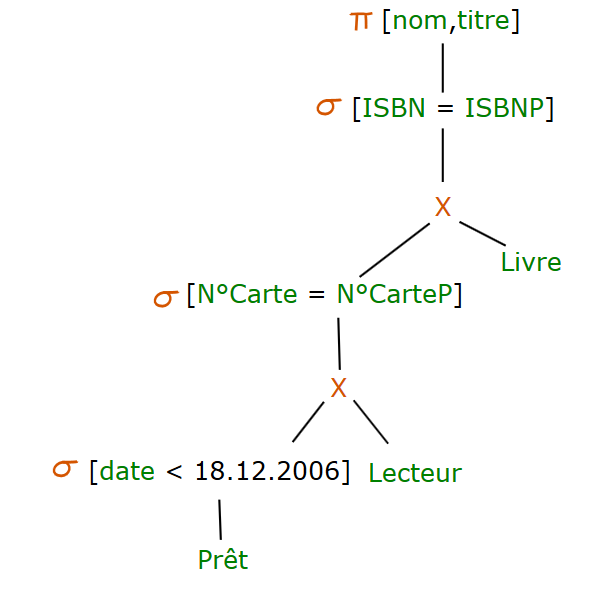 π [nom,titre]
σ [ISBN = ISBNP]
X
Livre
σ [N°Carte = N°CarteP]
X
σ [date < 18.12.2006] Lecteur
Prêt